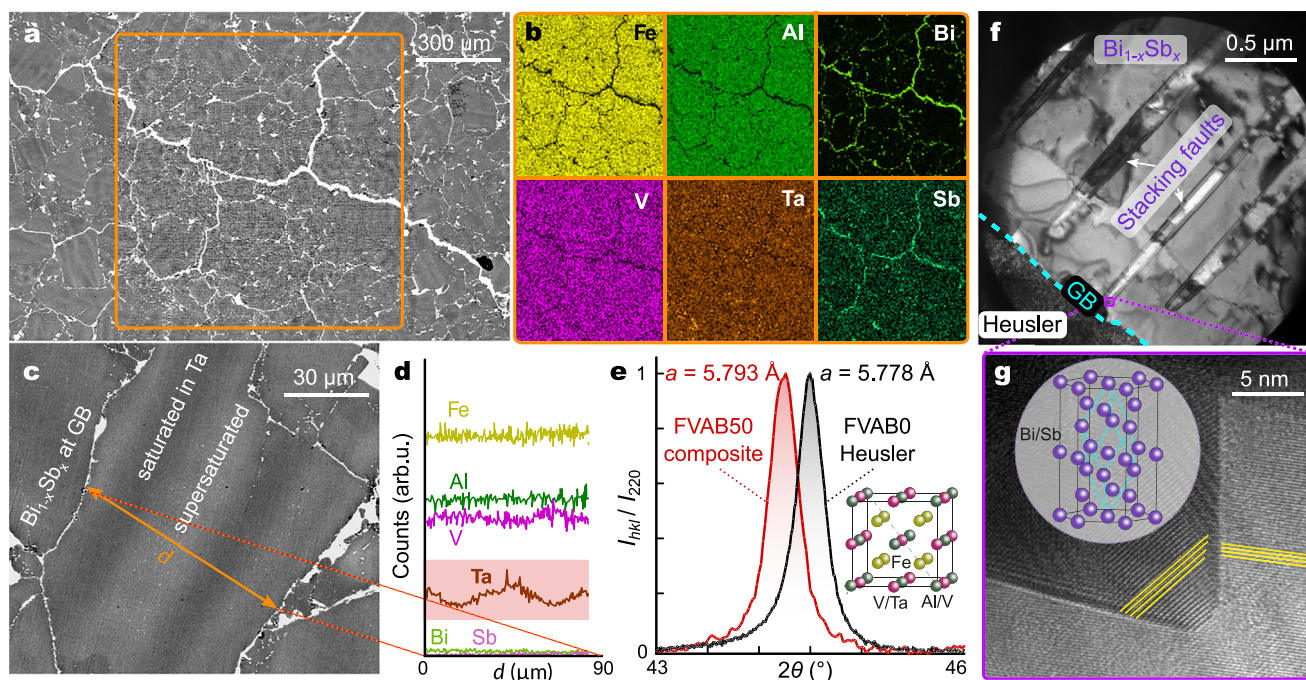 a
300 µm
b
Fe
Al
Bi
V
Ta
Sb
f
Bi1-xSbx
0.5 µm
Stacking faults
GB
Heusler
c
30 µm
Bi1-xSbx at GB
saturated in Ta
supersaturated
d
d
Fe
Al
V
Ta
Bi
Sb
Counts (arb.u.)
0
90
d (µm)
e
a = 5.793 Å
a = 5.778 Å
FVAB50
composite
FVAB0
Heusler
Fe
V/Ta
Al/V
Ihkl / I220
1
0
43
46
2θ (°)
g
5 nm
Bi/Sb